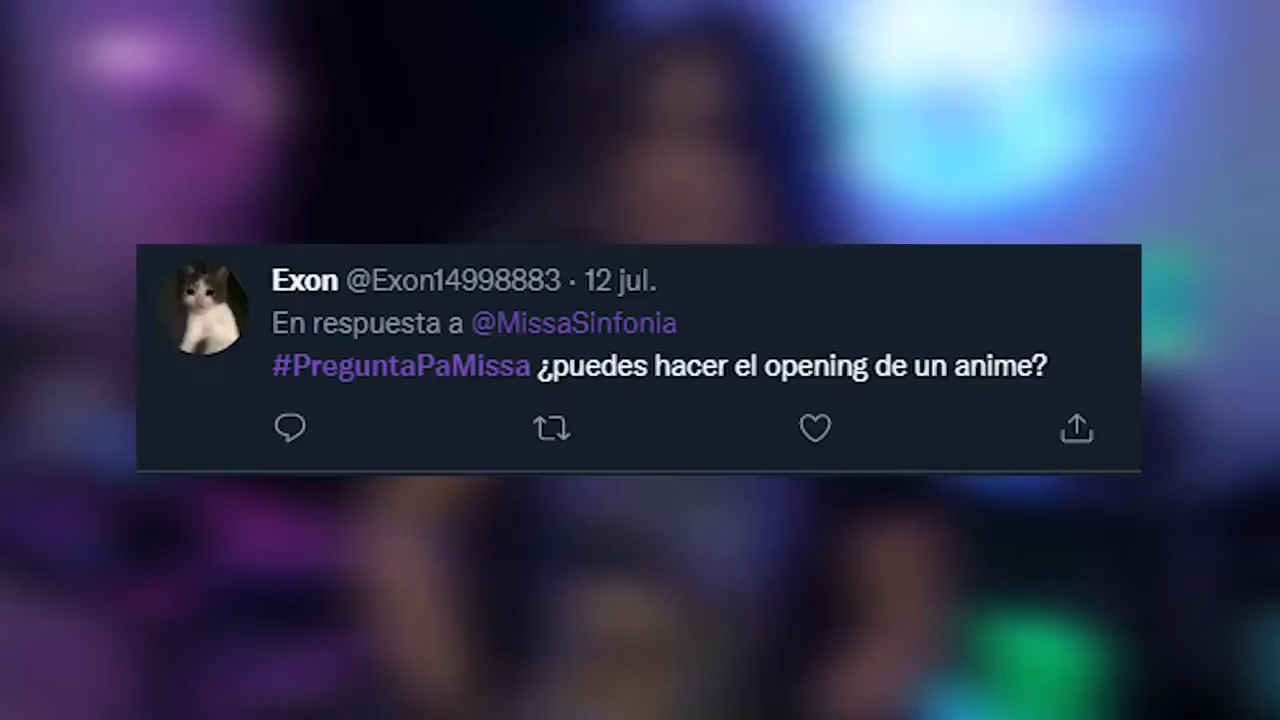 Exon @Exon14998883 · 12 jul.
En respuesta a @MissaSinfonia
#PreguntaPaMissa ¿puedes hacer el opening de un anime?